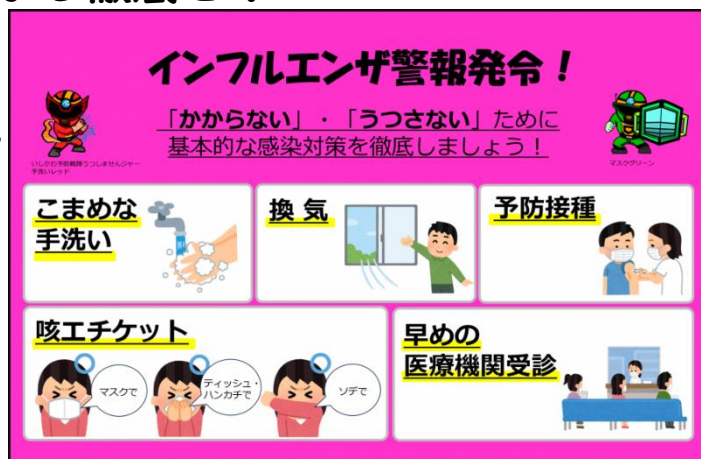 インフルエンザ警報発令！
「かからない」・「うつさない」ために
基本的な感染対策を徹底しましょう！
いしかわ予防戦隊うつしませんジャー
手洗いレッド
マスクグリーン
こまめな
手洗い
換気
予防接種
咳エチケット
マスクで
ティッシュ・
ハンカチで
ソデで
早めの
医療機関受診